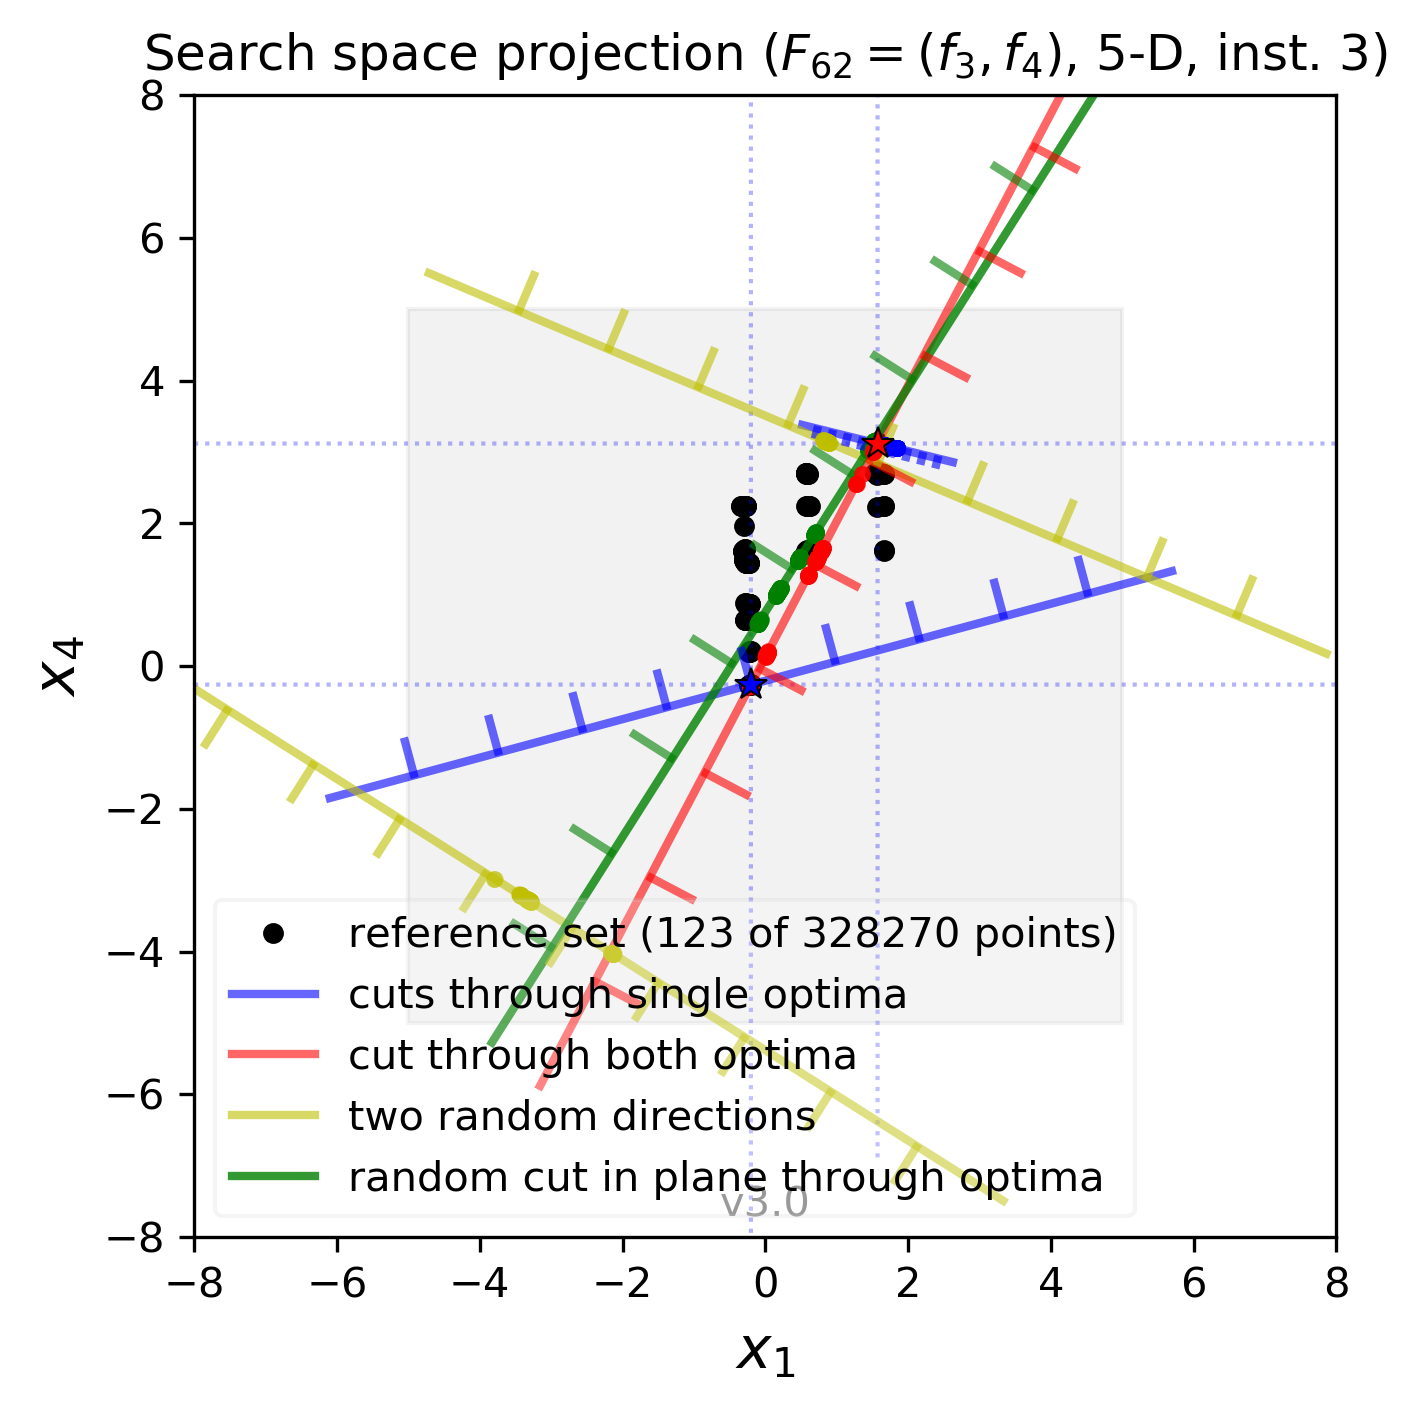 Search space projection (F₆₂ = (f₃, f₄), 5-D, inst. 3)
8
6
4
2
0
−2
−4
−6
−8
x₄
reference set (123 of 328270 points)
cuts through single optima
cut through both optima
two random directions
random cut in plane through optima
v3.0
−8 −6 −4 −2 0 2 4 6 8
x₁